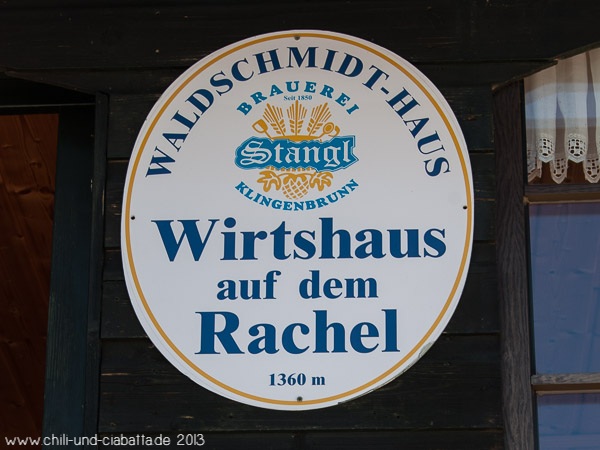 WALDSCHMIDT-HAUS
BRAUEREI
Seit 1850
Stangl
KLINGENBRUNN
Wirtshaus
auf dem
Rachel
1360 m
www.chili-und-ciabatta.de 2013